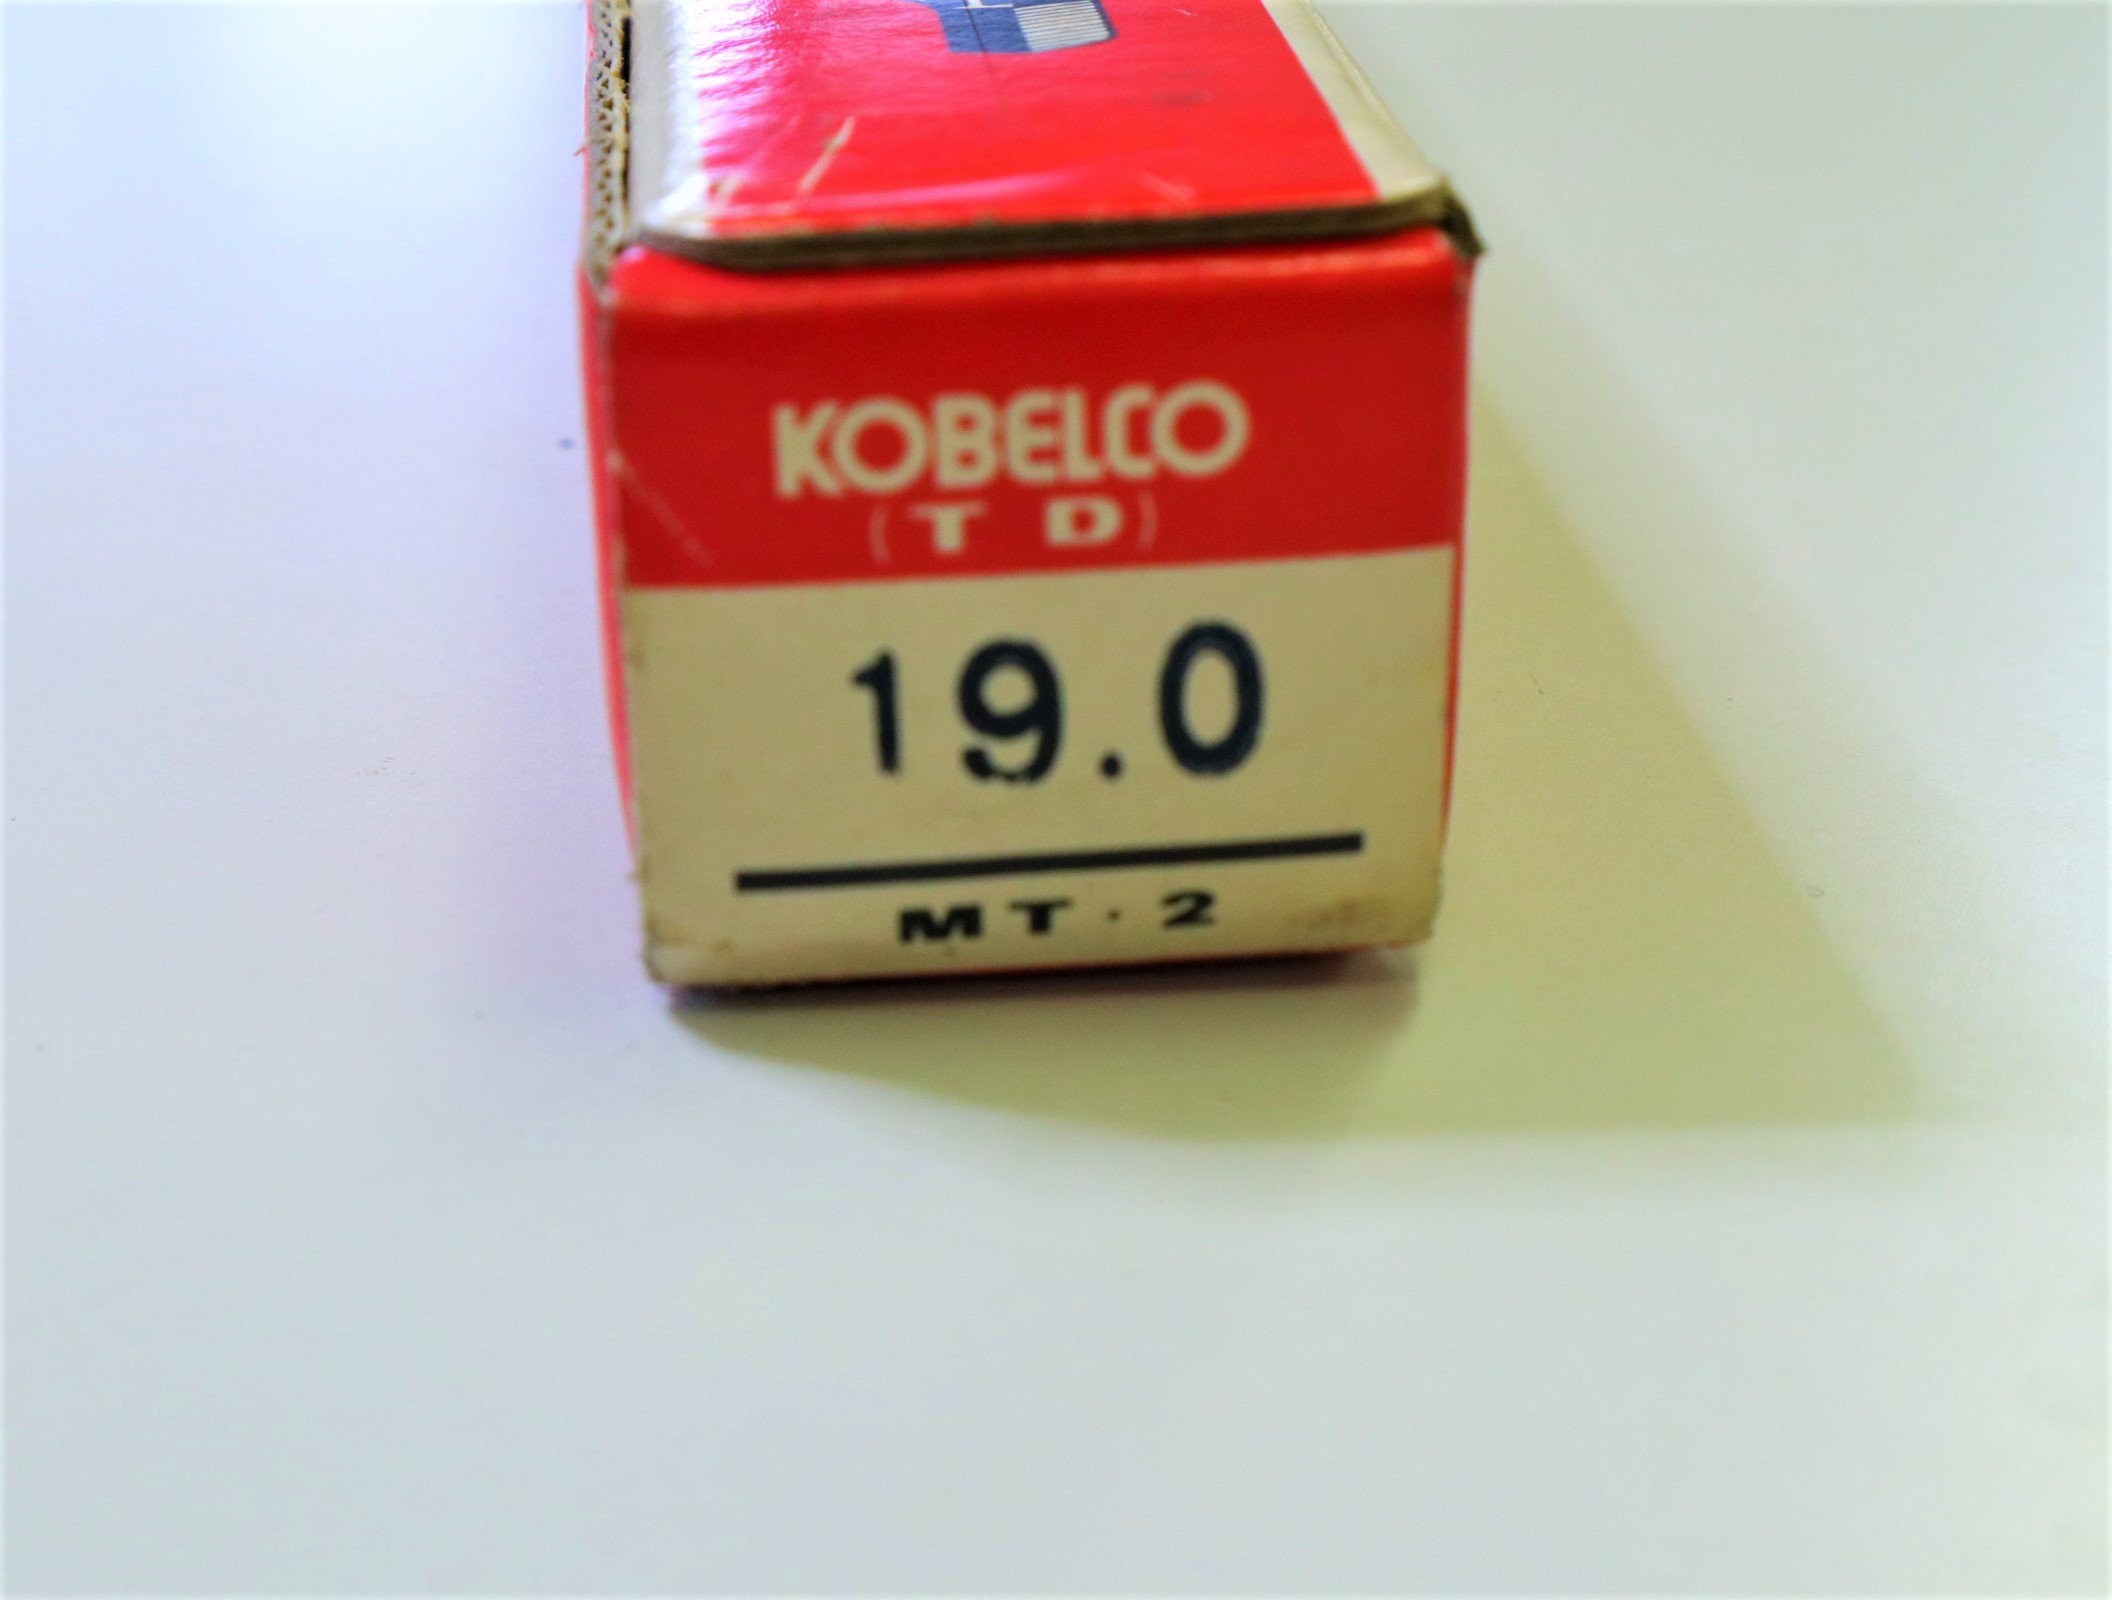 KOBELCO
(T D)
19.0
MT·2